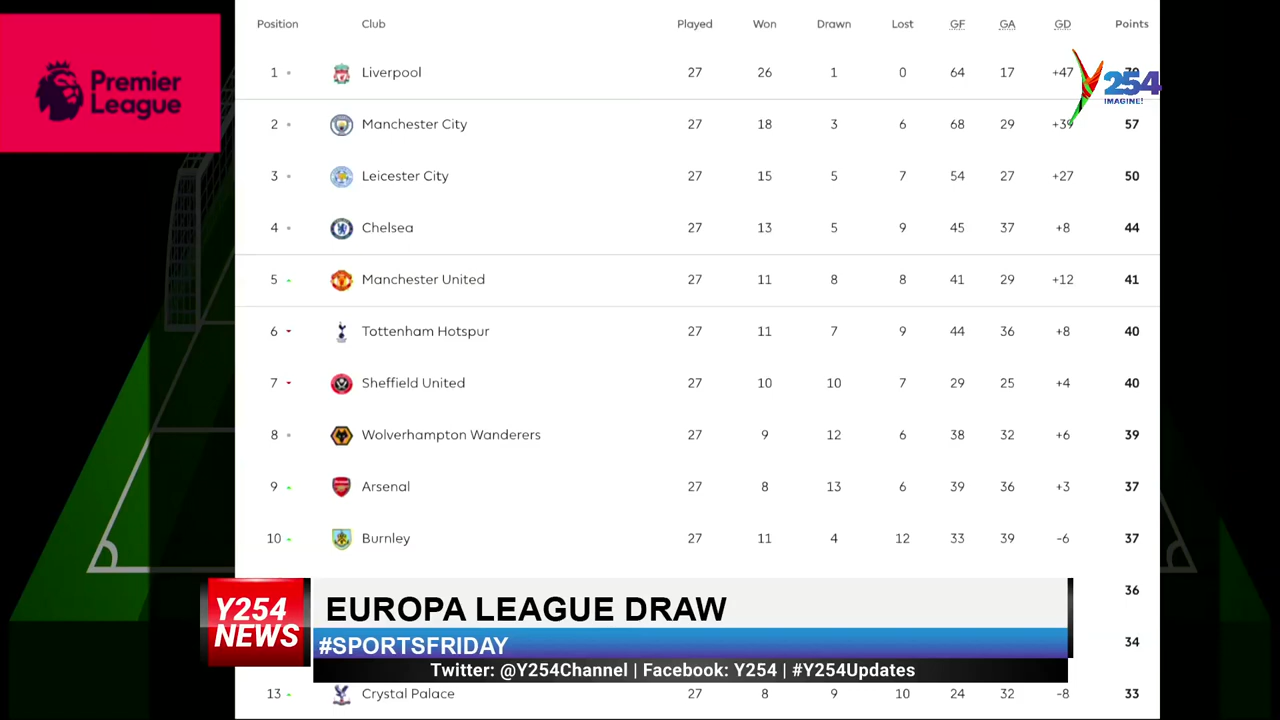 Premier
League
Position Club Played Won Drawn Lost GF GA GD Points
1 Liverpool 27 26 1 0 64 17 +47
Y254
IMAGINE!
2 Manchester City 27 18 3 6 68 29 +39 57
3 Leicester City 27 15 5 7 54 27 +27 50
4 Chelsea 27 13 5 9 45 37 +8 44
5 Manchester United 27 11 8 8 41 29 +12 41
6 Tottenham Hotspur 27 11 7 9 44 36 +8 40
7 Sheffield United 27 10 10 7 29 25 +4 40
8 Wolverhampton Wanderers 27 9 12 6 38 32 +6 39
9 Arsenal 27 8 13 6 39 36 +3 37
10 Burnley 27 11 4 12 33 39 -6 37
36
34
Y254
NEWS
EUROPA LEAGUE DRAW
#SPORTSFRIDAY
Twitter: @Y254Channel | Facebook: Y254 | #Y254Updates
13 Crystal Palace 27 8 9 10 24 32 -8 33